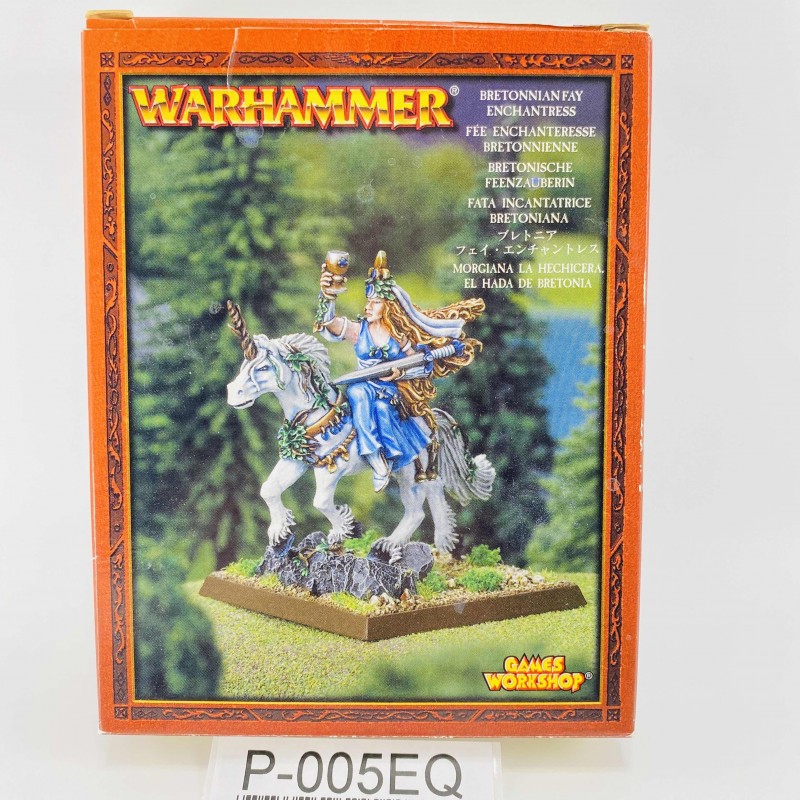 WARHAMMER®
BRETONNIAN FAY
ENCHANTRESS
FÉE ENCHANTERESSE
BRETONNIENNE
BRETONISCHE
FEENZAUBERIN
FATA INCANTATRICE
BRETONIANA
ブレトニア
フェイ・エンチャントレス
MORGIANA LA HECHICERA,
EL HADA DE BRETONIA
GAMES
WORKSHOP®
P-005EQ